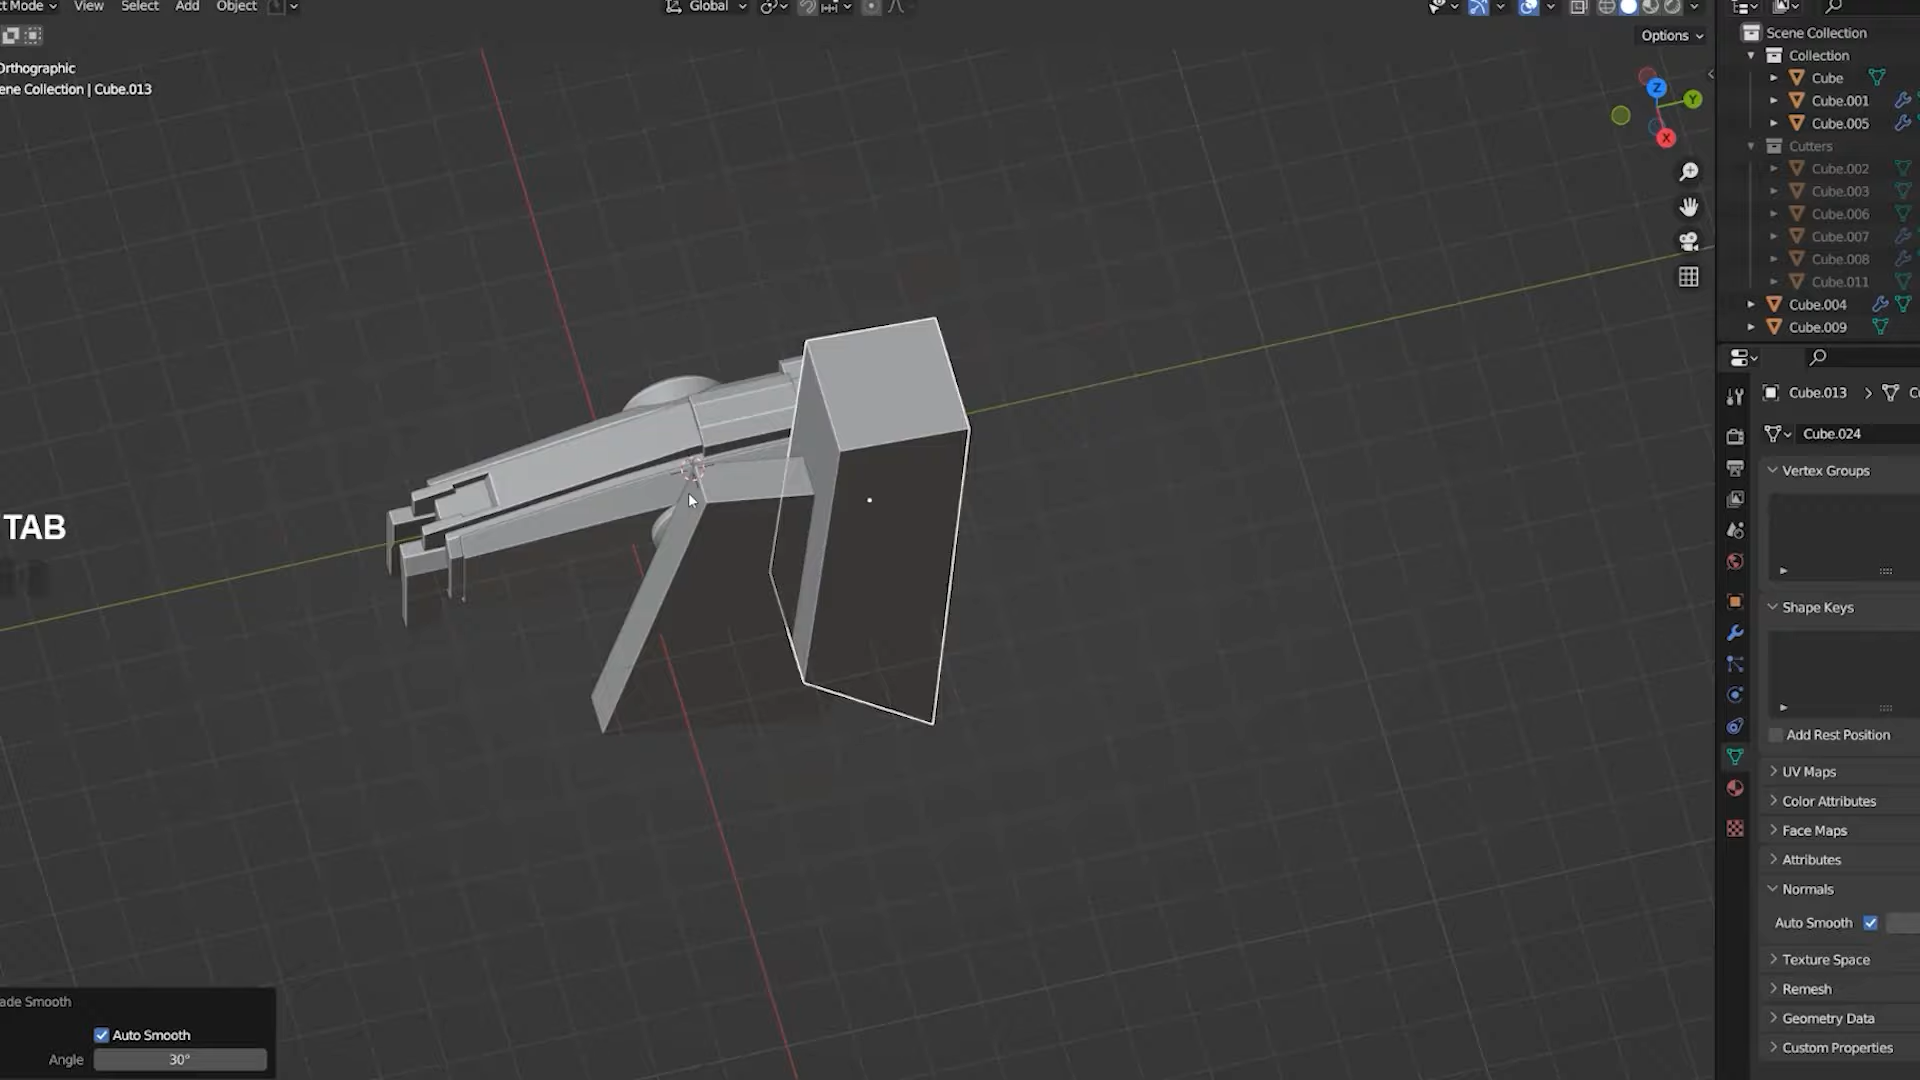 ct Mode View Select Add Object Global
Options
Orthographic
ene Collection | Cube.013
Z
Y
X
TAB
ade Smooth
Auto Smooth
Angle 30°
Scene Collection
Collection
Cube
Cube.001
Cube.005
Cutters
Cube.002
Cube.003
Cube.006
Cube.007
Cube.008
Cube.011
Cube.004
Cube.009
Cube.013 > Cu
Cube.024
Vertex Groups
Shape Keys
Add Rest Position
UV Maps
Color Attributes
Face Maps
Attributes
Normals
Auto Smooth
Texture Space
Remesh
Geometry Data
Custom Properties